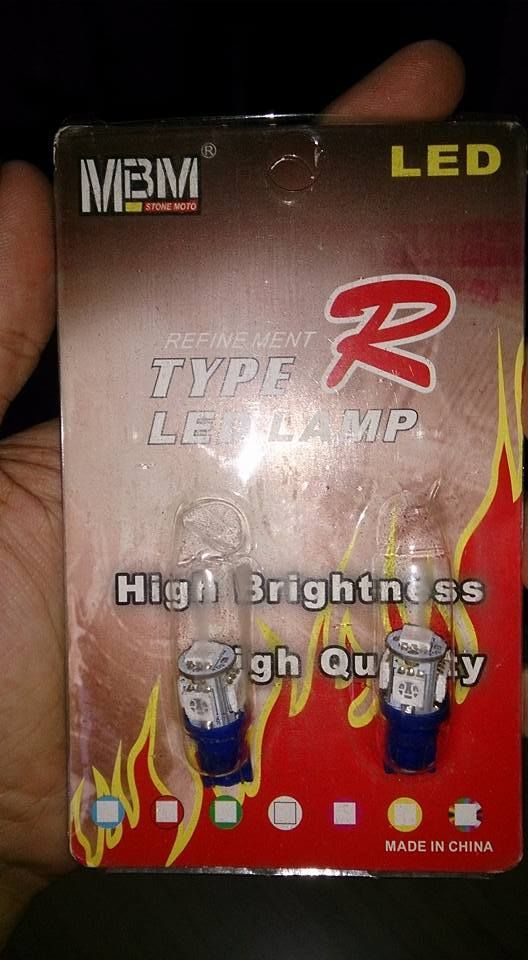 MBM®
STONE MOTO
LED
REFINEMENT
TYPE R
LED LAMP
High Brightness
High Quality
MADE IN CHINA